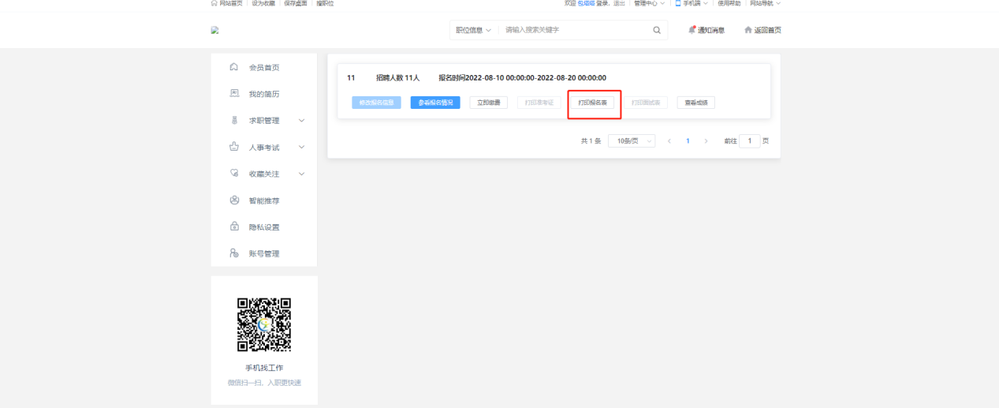 网站首页 设为收藏 保存桌面 搜职位
欢迎 包塔塔 登录, 退出 管理中心 手机端 使用帮助 网站导航
职位信息 请输入搜索关键字 通知消息 返回首页
会员首页
我的简历
求职管理
人事考试
收藏关注
智能推荐
隐私设置
账号管理
11 招聘人数 11人 报名时间2022-08-10 00:00:00-2022-08-20 00:00:00
修改报名信息 查看报名情况 立即缴费 打印准考证 打印报名表 打印面试表 查看成绩
共 1 条 10条/页 1 前往 1 页
手机找工作
微信扫一扫，入职更快速